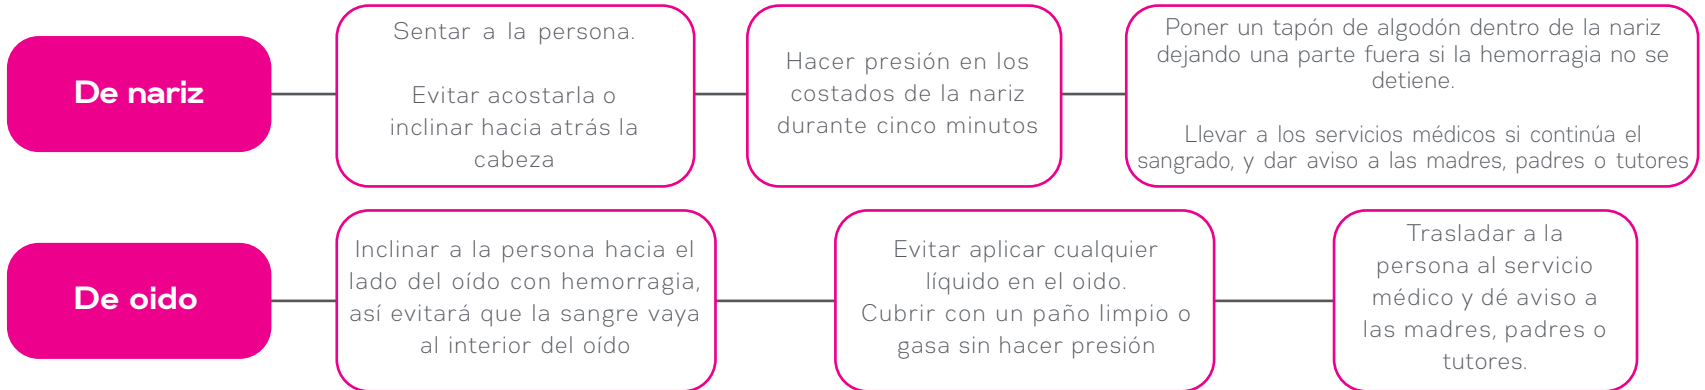 De nariz
Sentar a la persona.
Evitar acostarla o
inclinar hacia atrás la
cabeza
Hacer presión en los
costados de la nariz
durante cinco minutos
Poner un tapón de algodón dentro de la nariz
dejando una parte fuera si la hemorragia no se
detiene.
Llevar a los servicios médicos si continúa el
sangrado, y dar aviso a las madres, padres o tutores
De oido
Inclinar a la persona hacia el
lado del oído con hemorragia,
así evitará que la sangre vaya
al interior del oído
Evitar aplicar cualquier
líquido en el oido.
Cubrir con un paño limpio o
gasa sin hacer presión
Trasladar a la
persona al servicio
médico y dé aviso a
las madres, padres o
tutores.